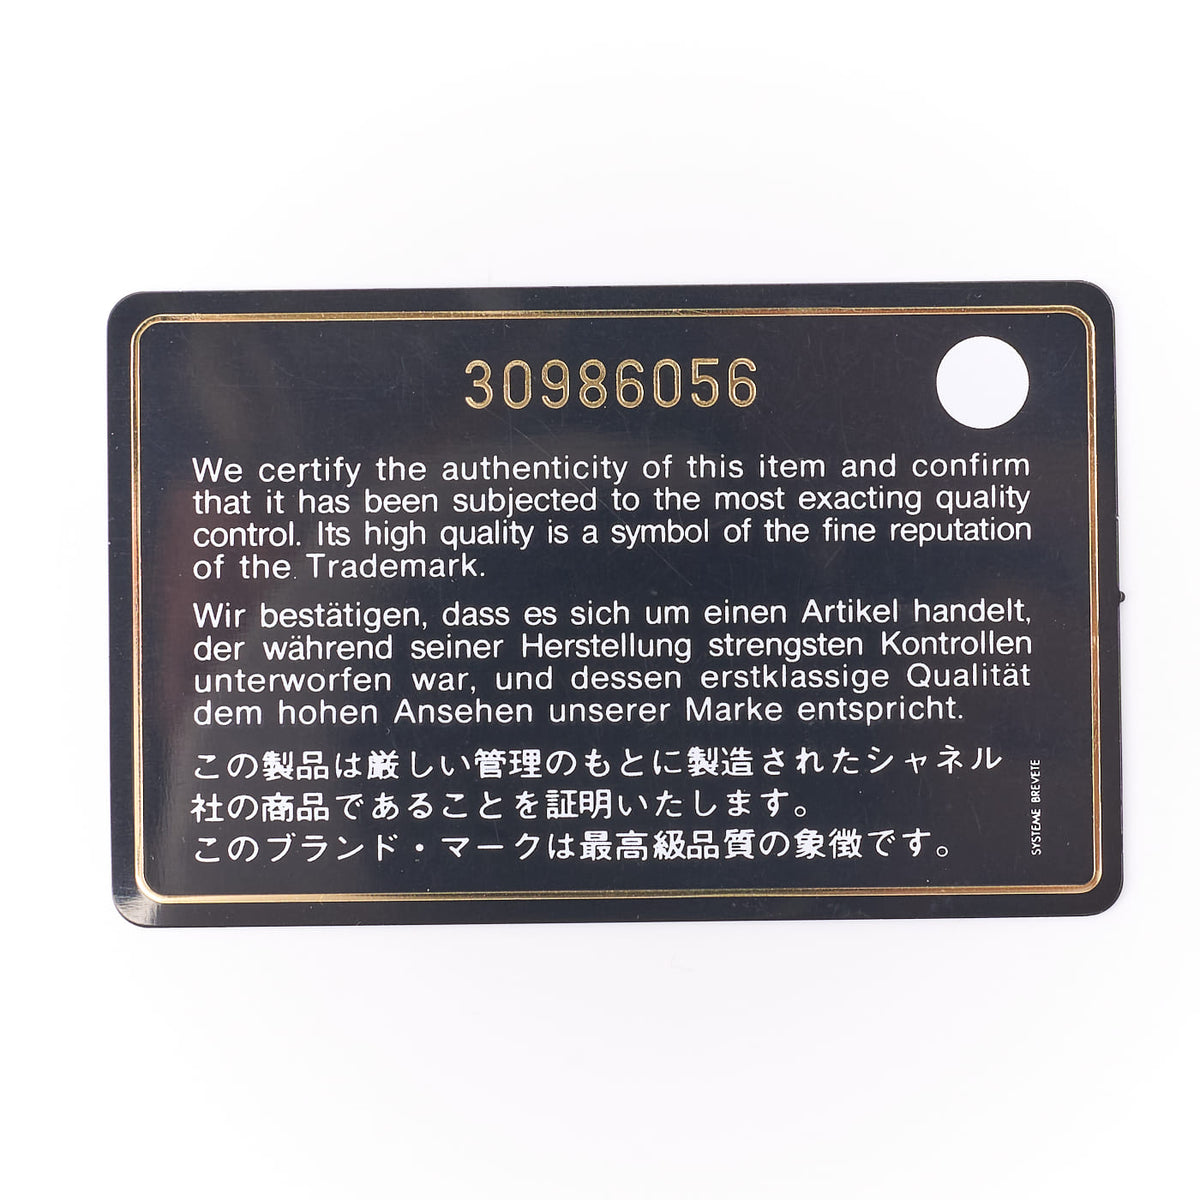 30986056
We certify the authenticity of this item and confirm
that it has been subjected to the most exacting quality
control. Its high quality is a symbol of the fine reputation
of the Trademark.
Wir bestätigen, dass es sich um einen Artikel handelt,
der während seiner Herstellung strengsten Kontrollen
unterworfen war, und dessen erstklassige Qualität
dem hohen Ansehen unserer Marke entspricht.
この製品は厳しい管理のもとに製造されたシャネル
社の商品であることを証明いたします。
このブランド・マークは最高級品質の象徴です。
SYSTEME BREVETE